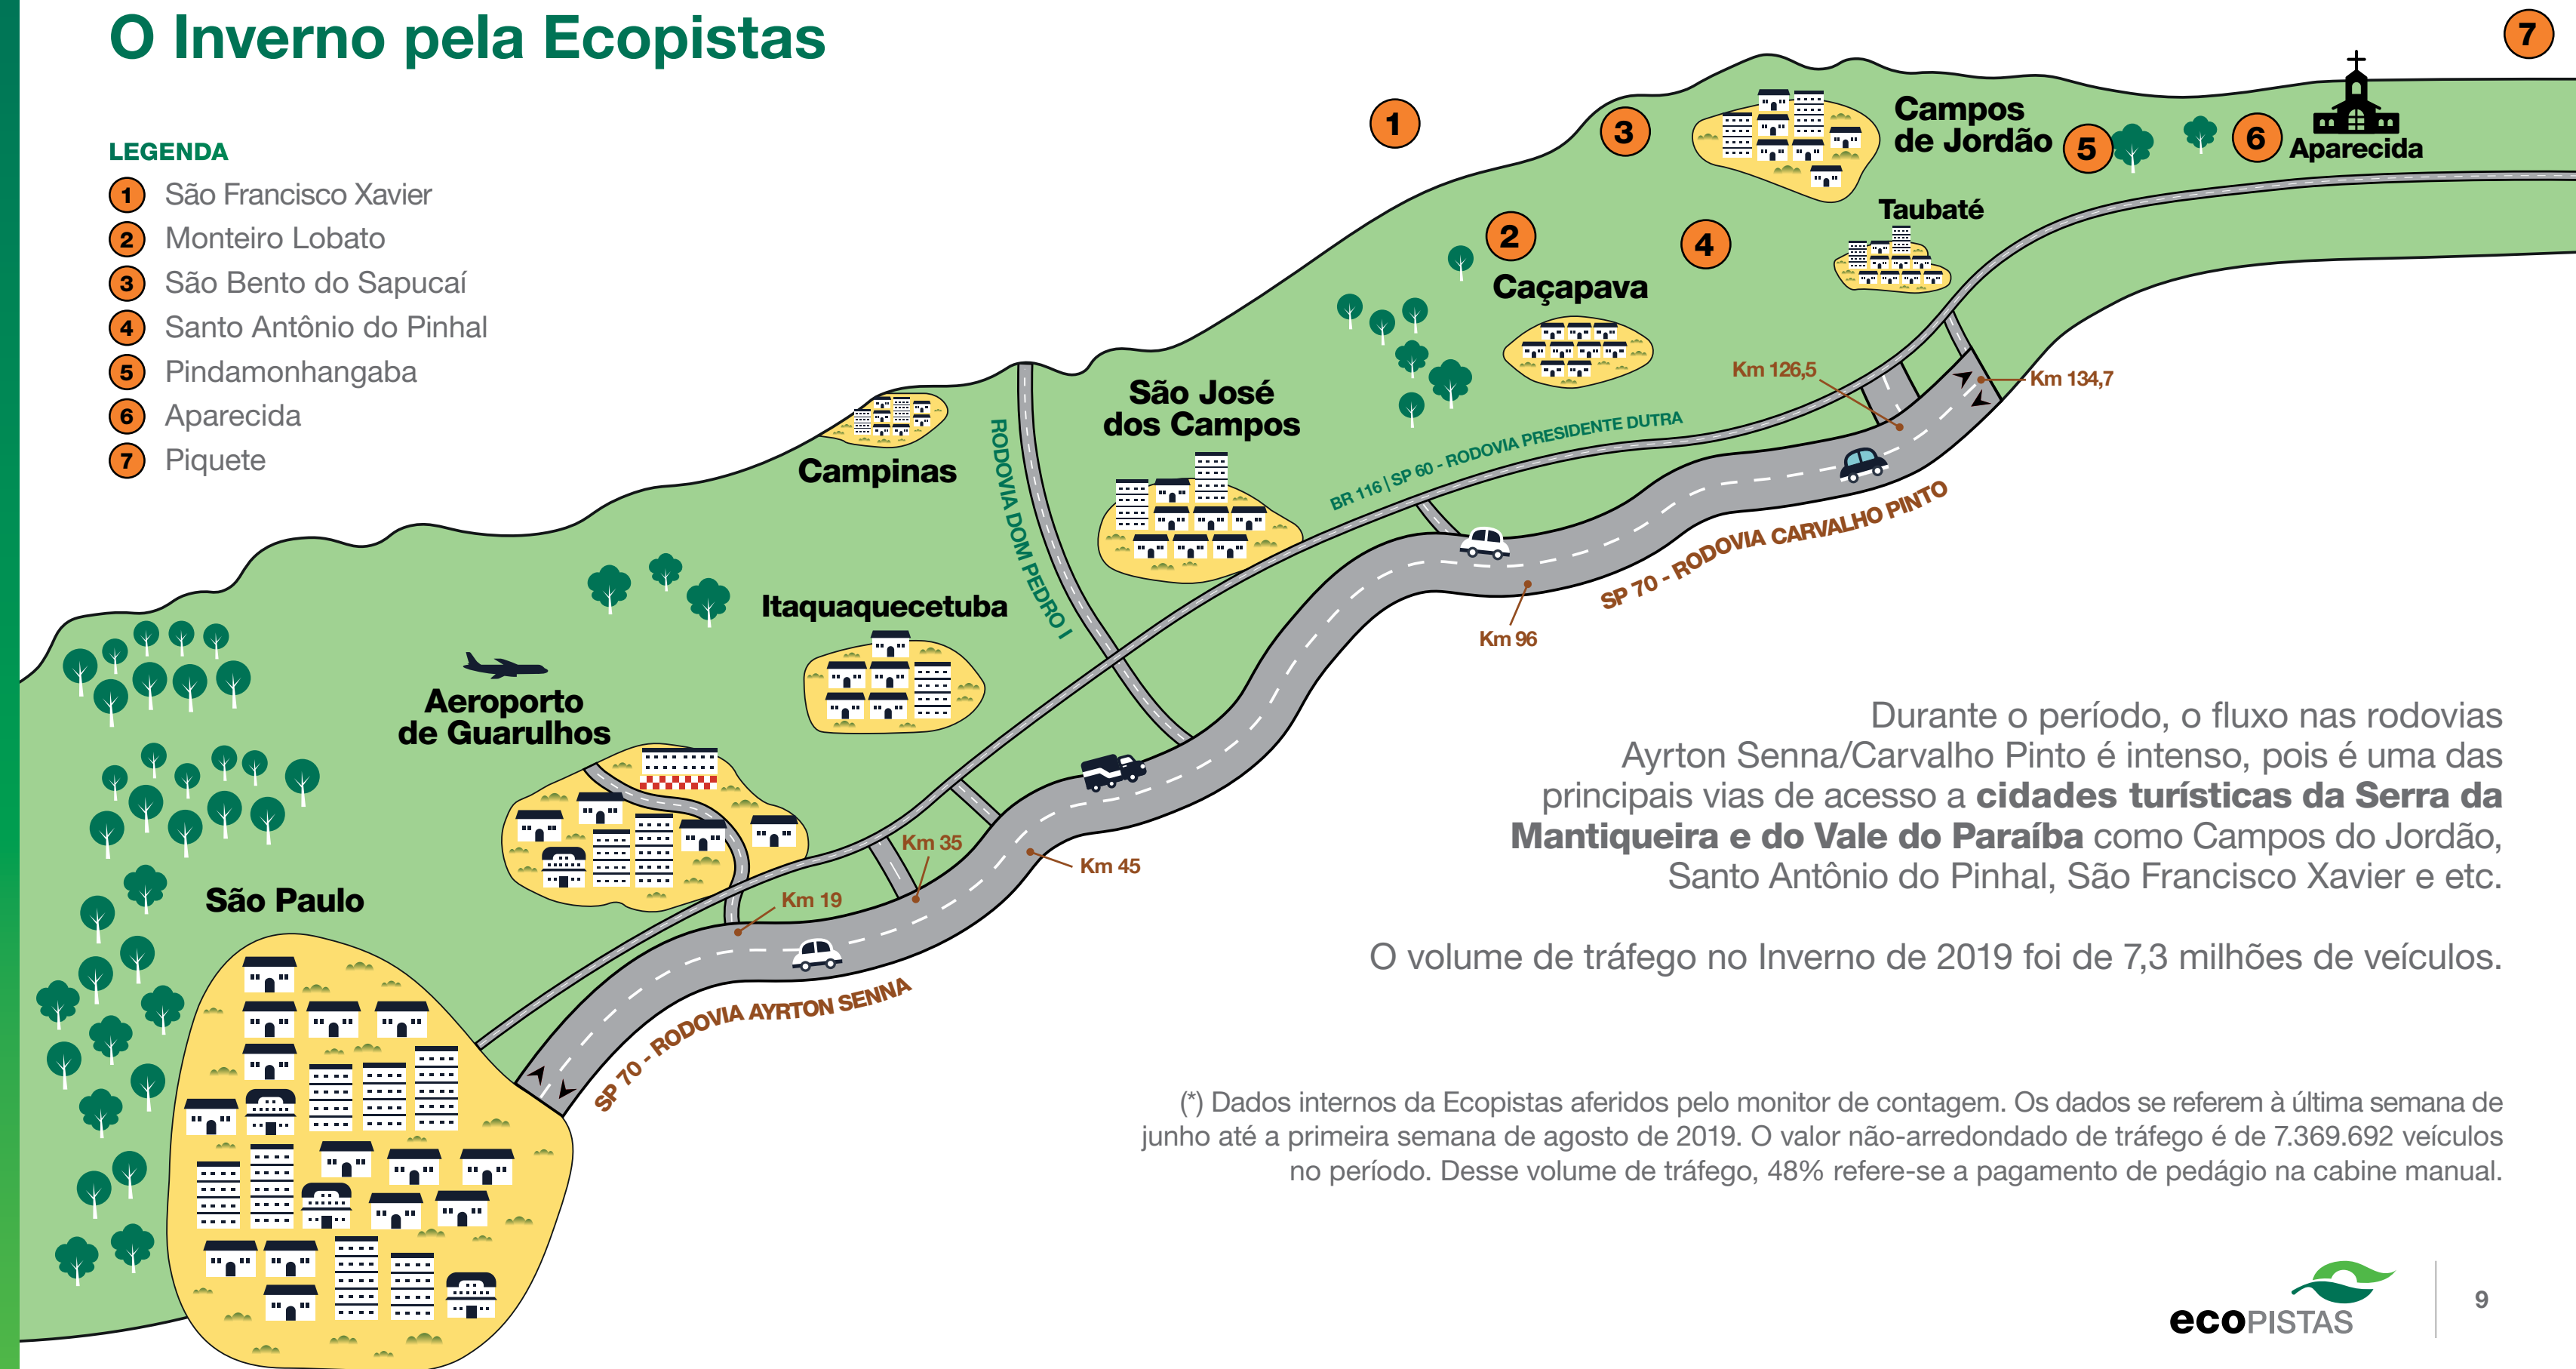 O Inverno pela Ecopistas
LEGENDA
1 São Francisco Xavier
2 Monteiro Lobato
3 São Bento do Sapucaí
4 Santo Antônio do Pinhal
5 Pindamonhangaba
6 Aparecida
7 Piquete
7
1
3
Campos
de Jordão
5
6
Aparecida
Taubaté
2
4
Caçapava
Km 126,5
Km 134,7
São José
dos Campos
Campinas
RODOVIA DOM PEDRO I
BR 116 | SP 60 - RODOVIA PRESIDENTE DUTRA
SP 70 - RODOVIA CARVALHO PINTO
Km 96
Itaquaquecetuba
Aeroporto
de Guarulhos
Km 35
Km 45
Km 19
São Paulo
SP 70 - RODOVIA AYRTON SENNA
Durante o período, o fluxo nas rodovias
Ayrton Senna/Carvalho Pinto é intenso, pois é uma das
principais vias de acesso a cidades turísticas da Serra da
Mantiqueira e do Vale do Paraíba como Campos do Jordão,
Santo Antônio do Pinhal, São Francisco Xavier e etc.
O volume de tráfego no Inverno de 2019 foi de 7,3 milhões de veículos.
(*) Dados internos da Ecopistas aferidos pelo monitor de contagem. Os dados se referem à última semana de
junho até a primeira semana de agosto de 2019. O valor não-arredondado de tráfego é de 7.369.692 veículos
no período. Desse volume de tráfego, 48% refere-se a pagamento de pedágio na cabine manual.
ecoPISTAS
9